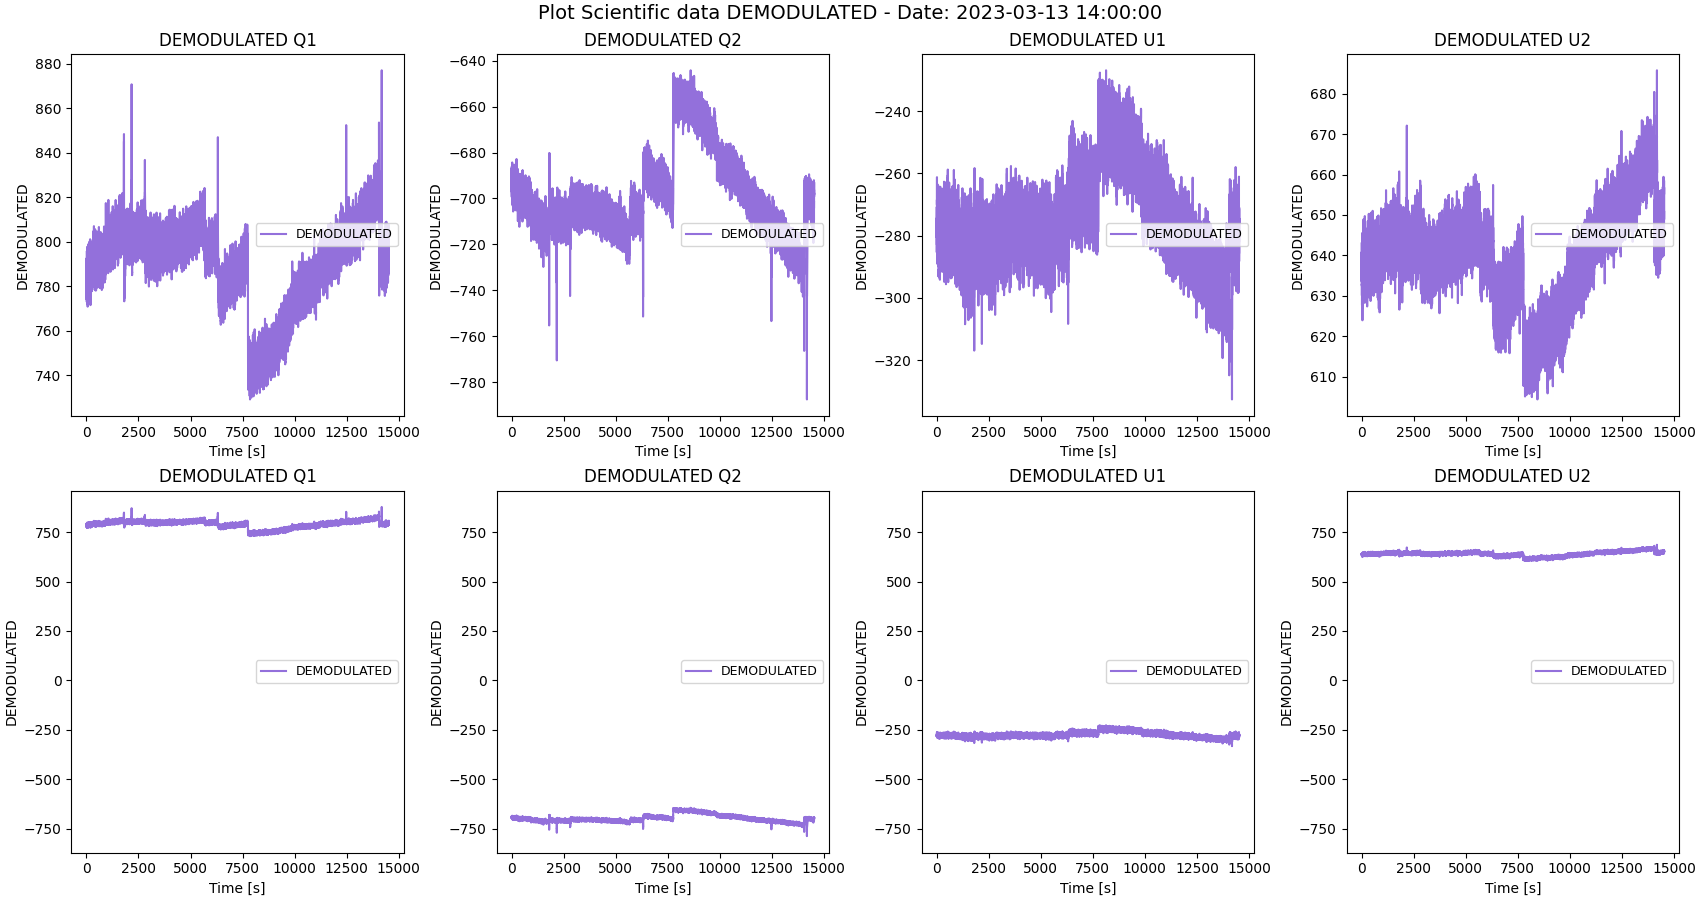 Plot Scientific data DEMODULATED - Date: 2023-03-13 14:00:00
DEMODULATED Q1
DEMODULATED
880
860
840
820
800
780
760
740
DEMODULATED
0 2500 5000 7500 10000 12500 15000
Time [s]
DEMODULATED Q2
DEMODULATED
−640
−660
−680
−700
−720
−740
−760
−780
DEMODULATED
0 2500 5000 7500 10000 12500 15000
Time [s]
DEMODULATED U1
DEMODULATED
−240
−260
−280
−300
−320
DEMODULATED
0 2500 5000 7500 10000 12500 15000
Time [s]
DEMODULATED U2
DEMODULATED
680
670
660
650
640
630
620
610
DEMODULATED
0 2500 5000 7500 10000 12500 15000
Time [s]
DEMODULATED Q1
DEMODULATED
750
500
250
0
−250
−500
−750
DEMODULATED
0 2500 5000 7500 10000 12500 15000
Time [s]
DEMODULATED Q2
DEMODULATED
750
500
250
0
−250
−500
−750
DEMODULATED
0 2500 5000 7500 10000 12500 15000
Time [s]
DEMODULATED U1
DEMODULATED
750
500
250
0
−250
−500
−750
DEMODULATED
0 2500 5000 7500 10000 12500 15000
Time [s]
DEMODULATED U2
DEMODULATED
750
500
250
0
−250
−500
−750
DEMODULATED
0 2500 5000 7500 10000 12500 15000
Time [s]